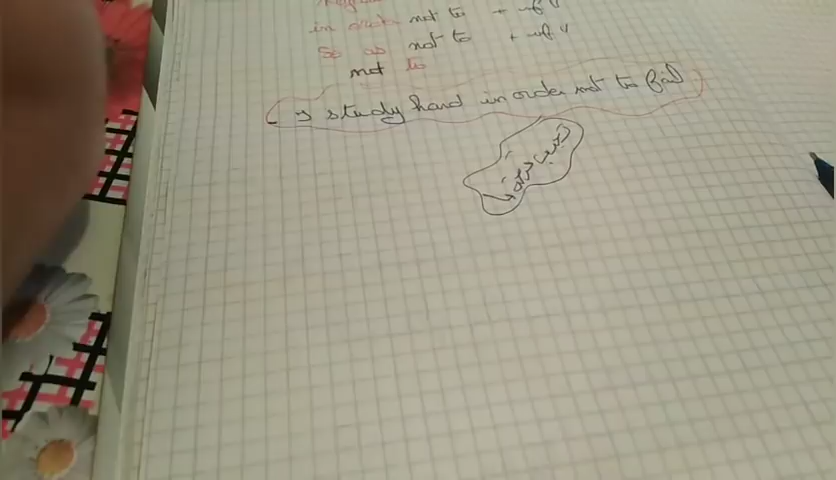 in order not to + inf V
so as not to + inf V
not to
I study hard in order not to fail